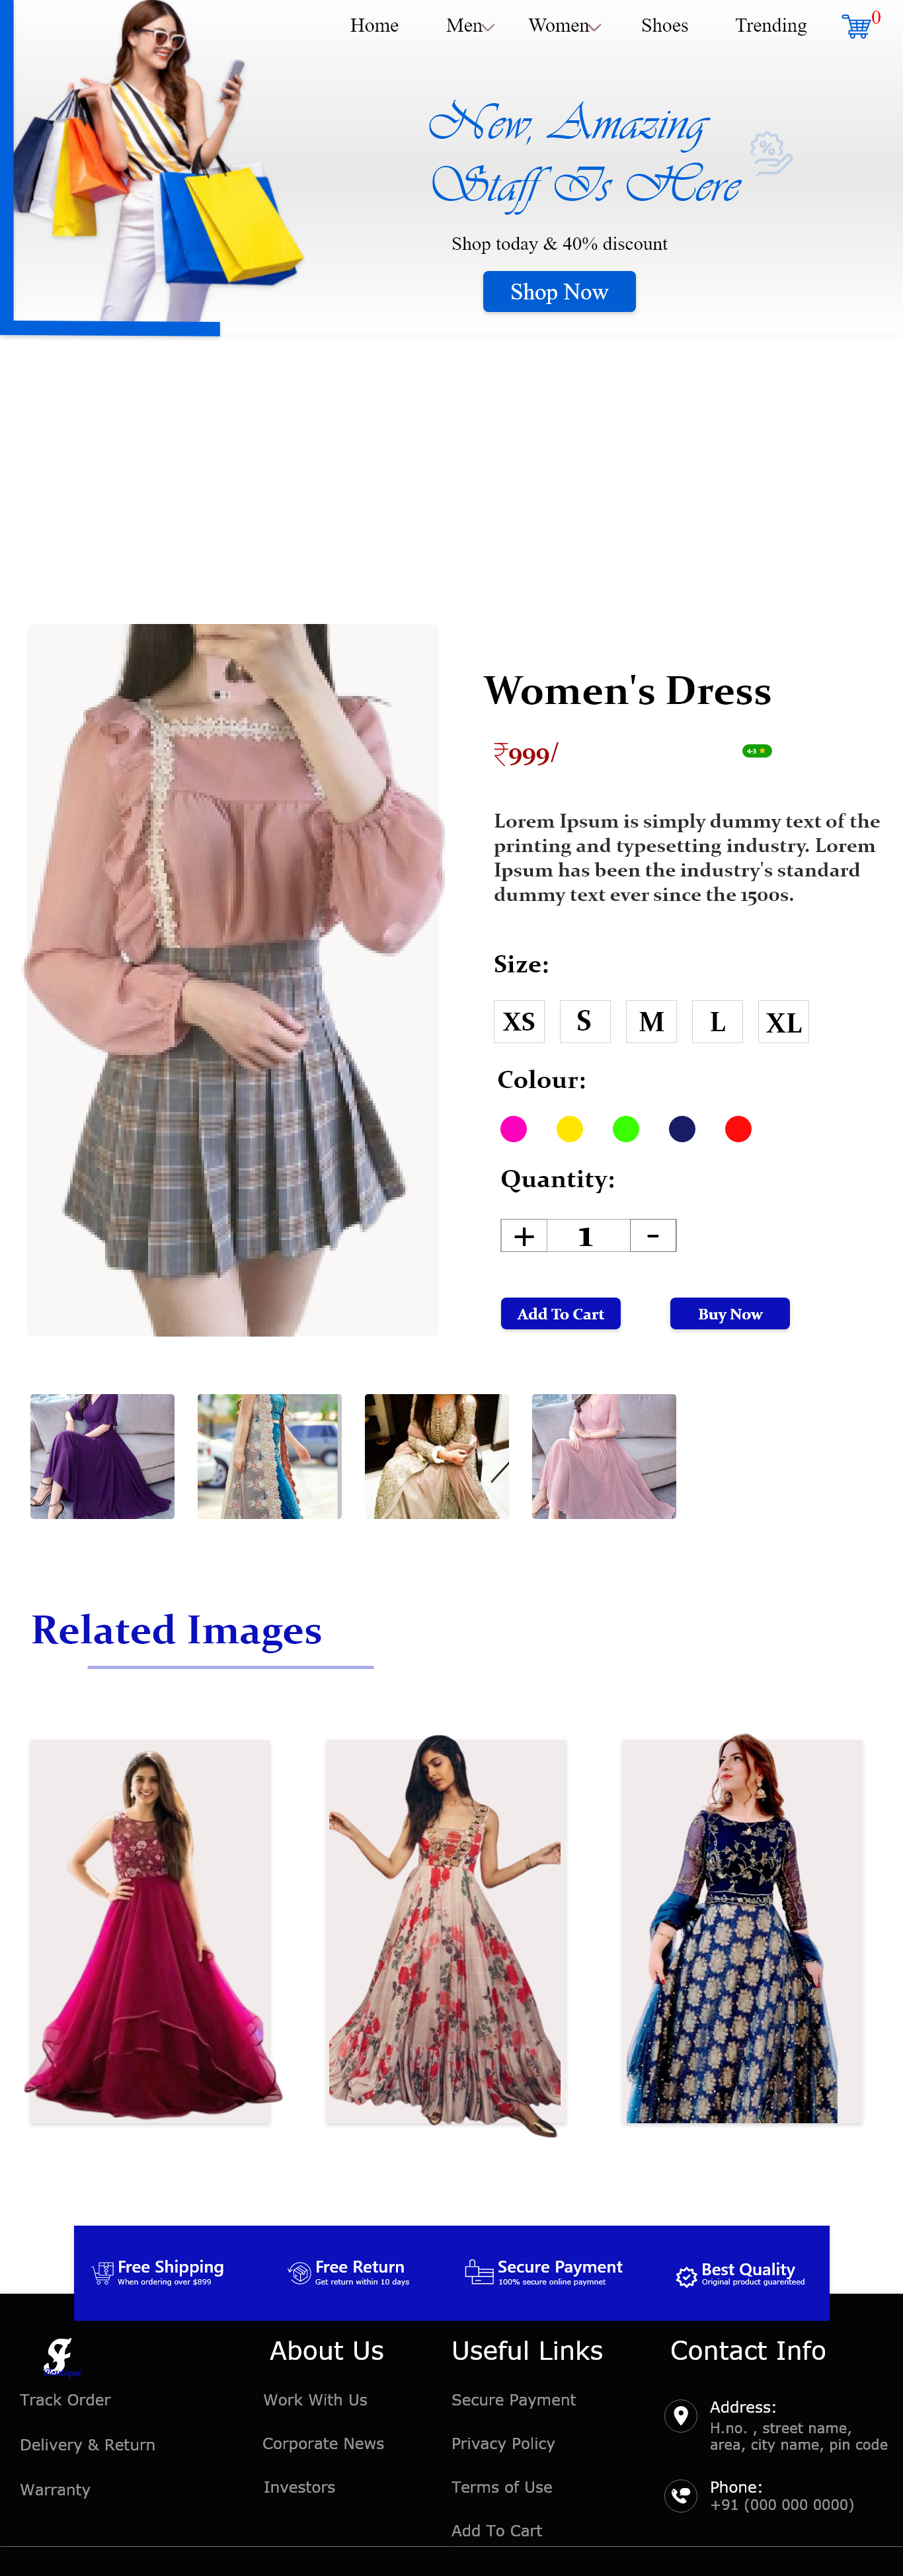 Home Men Women Shoes Trending 0
New, Amazing
Staff Is Here
Shop today & 40% discount
Shop Now
Women's Dress
₹999/
4.3
Lorem Ipsum is simply dummy text of the
printing and typesetting industry. Lorem
Ipsum has been the industry's standard
dummy text ever since the 1500s.
Size:
XS S M L XL
Colour:
Quantity:
+ 1 -
Add To Cart Buy Now
Related Images
Free Shipping
When ordering over $899
Free Return
Get return within 10 days
Secure Payment
100% secure online paymnet
Best Quality
Original product guarenteed
Track Order
Delivery & Return
Warranty
About Us
Work With Us
Corporate News
Investors
Useful Links
Secure Payment
Privacy Policy
Terms of Use
Add To Cart
Contact Info
Address:
H.no. , street name,
area, city name, pin code
Phone:
+91 (000 000 0000)